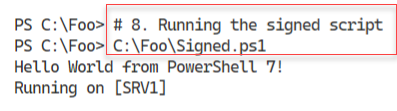 PS C:\Foo> # 8. Running the signed script
PS C:\Foo> C:\Foo\Signed.ps1
Hello World from PowerShell 7!
Running on [SRV1]